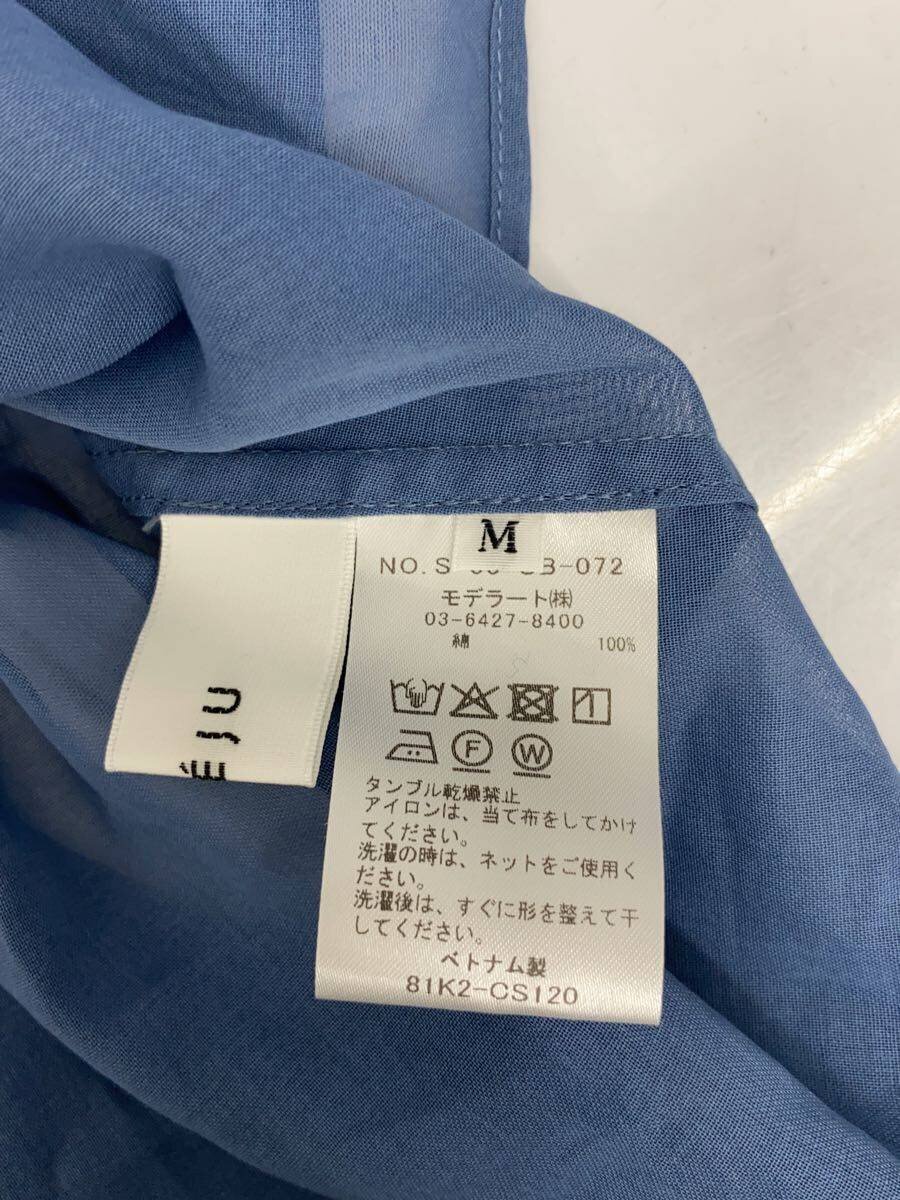 M
NO.S
B-072
モデラート㈱
03-6427-8400
綿 100%
F W
タンブル乾燥禁止
アイロンは、当て布をしてかけ
てください。
洗濯の時は、ネットをご使用く
ださい。
洗濯後は、すぐに形を整えて干
してください。
ベトナム製
81K2-CS120